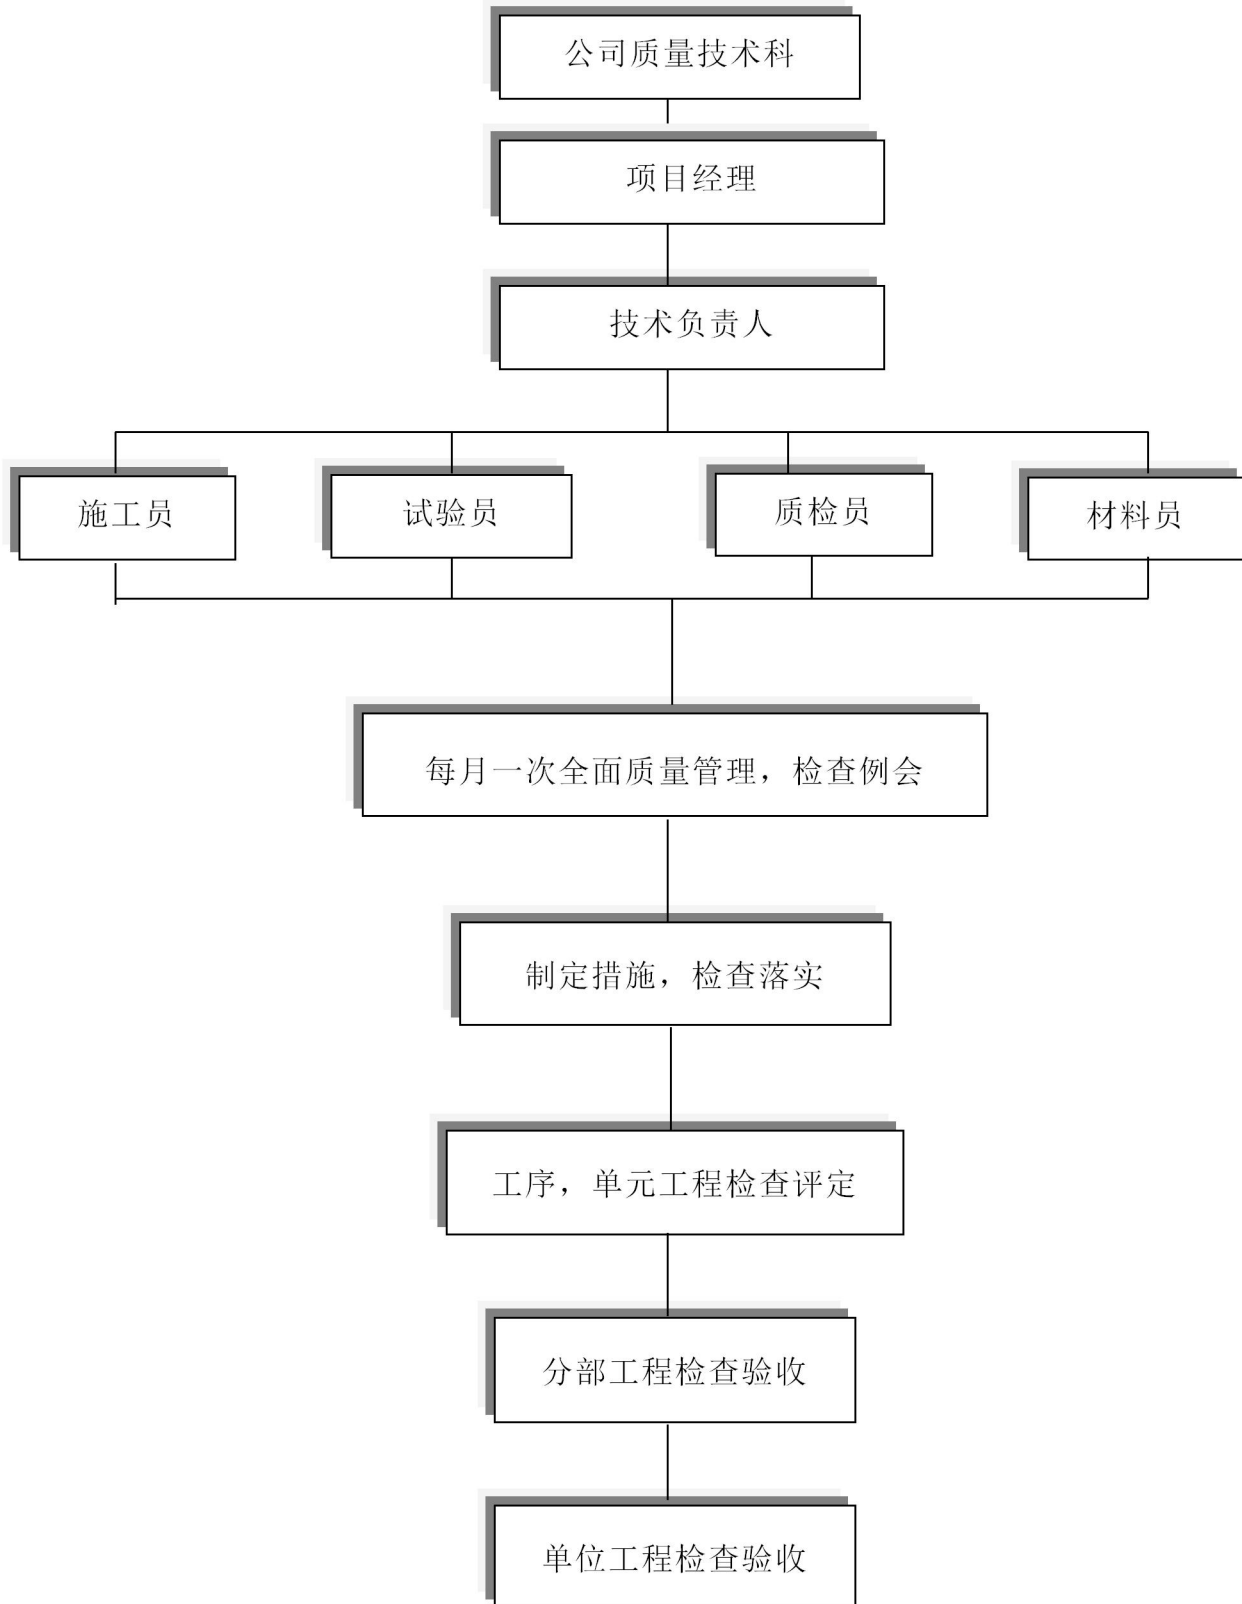 公司质量技术科
项目经理
技术负责人
施工员
试验员
质检员
材料员
每月一次全面质量管理，检查例会
制定措施，检查落实
工序，单元工程检查评定
分部工程检查验收
单位工程检查验收